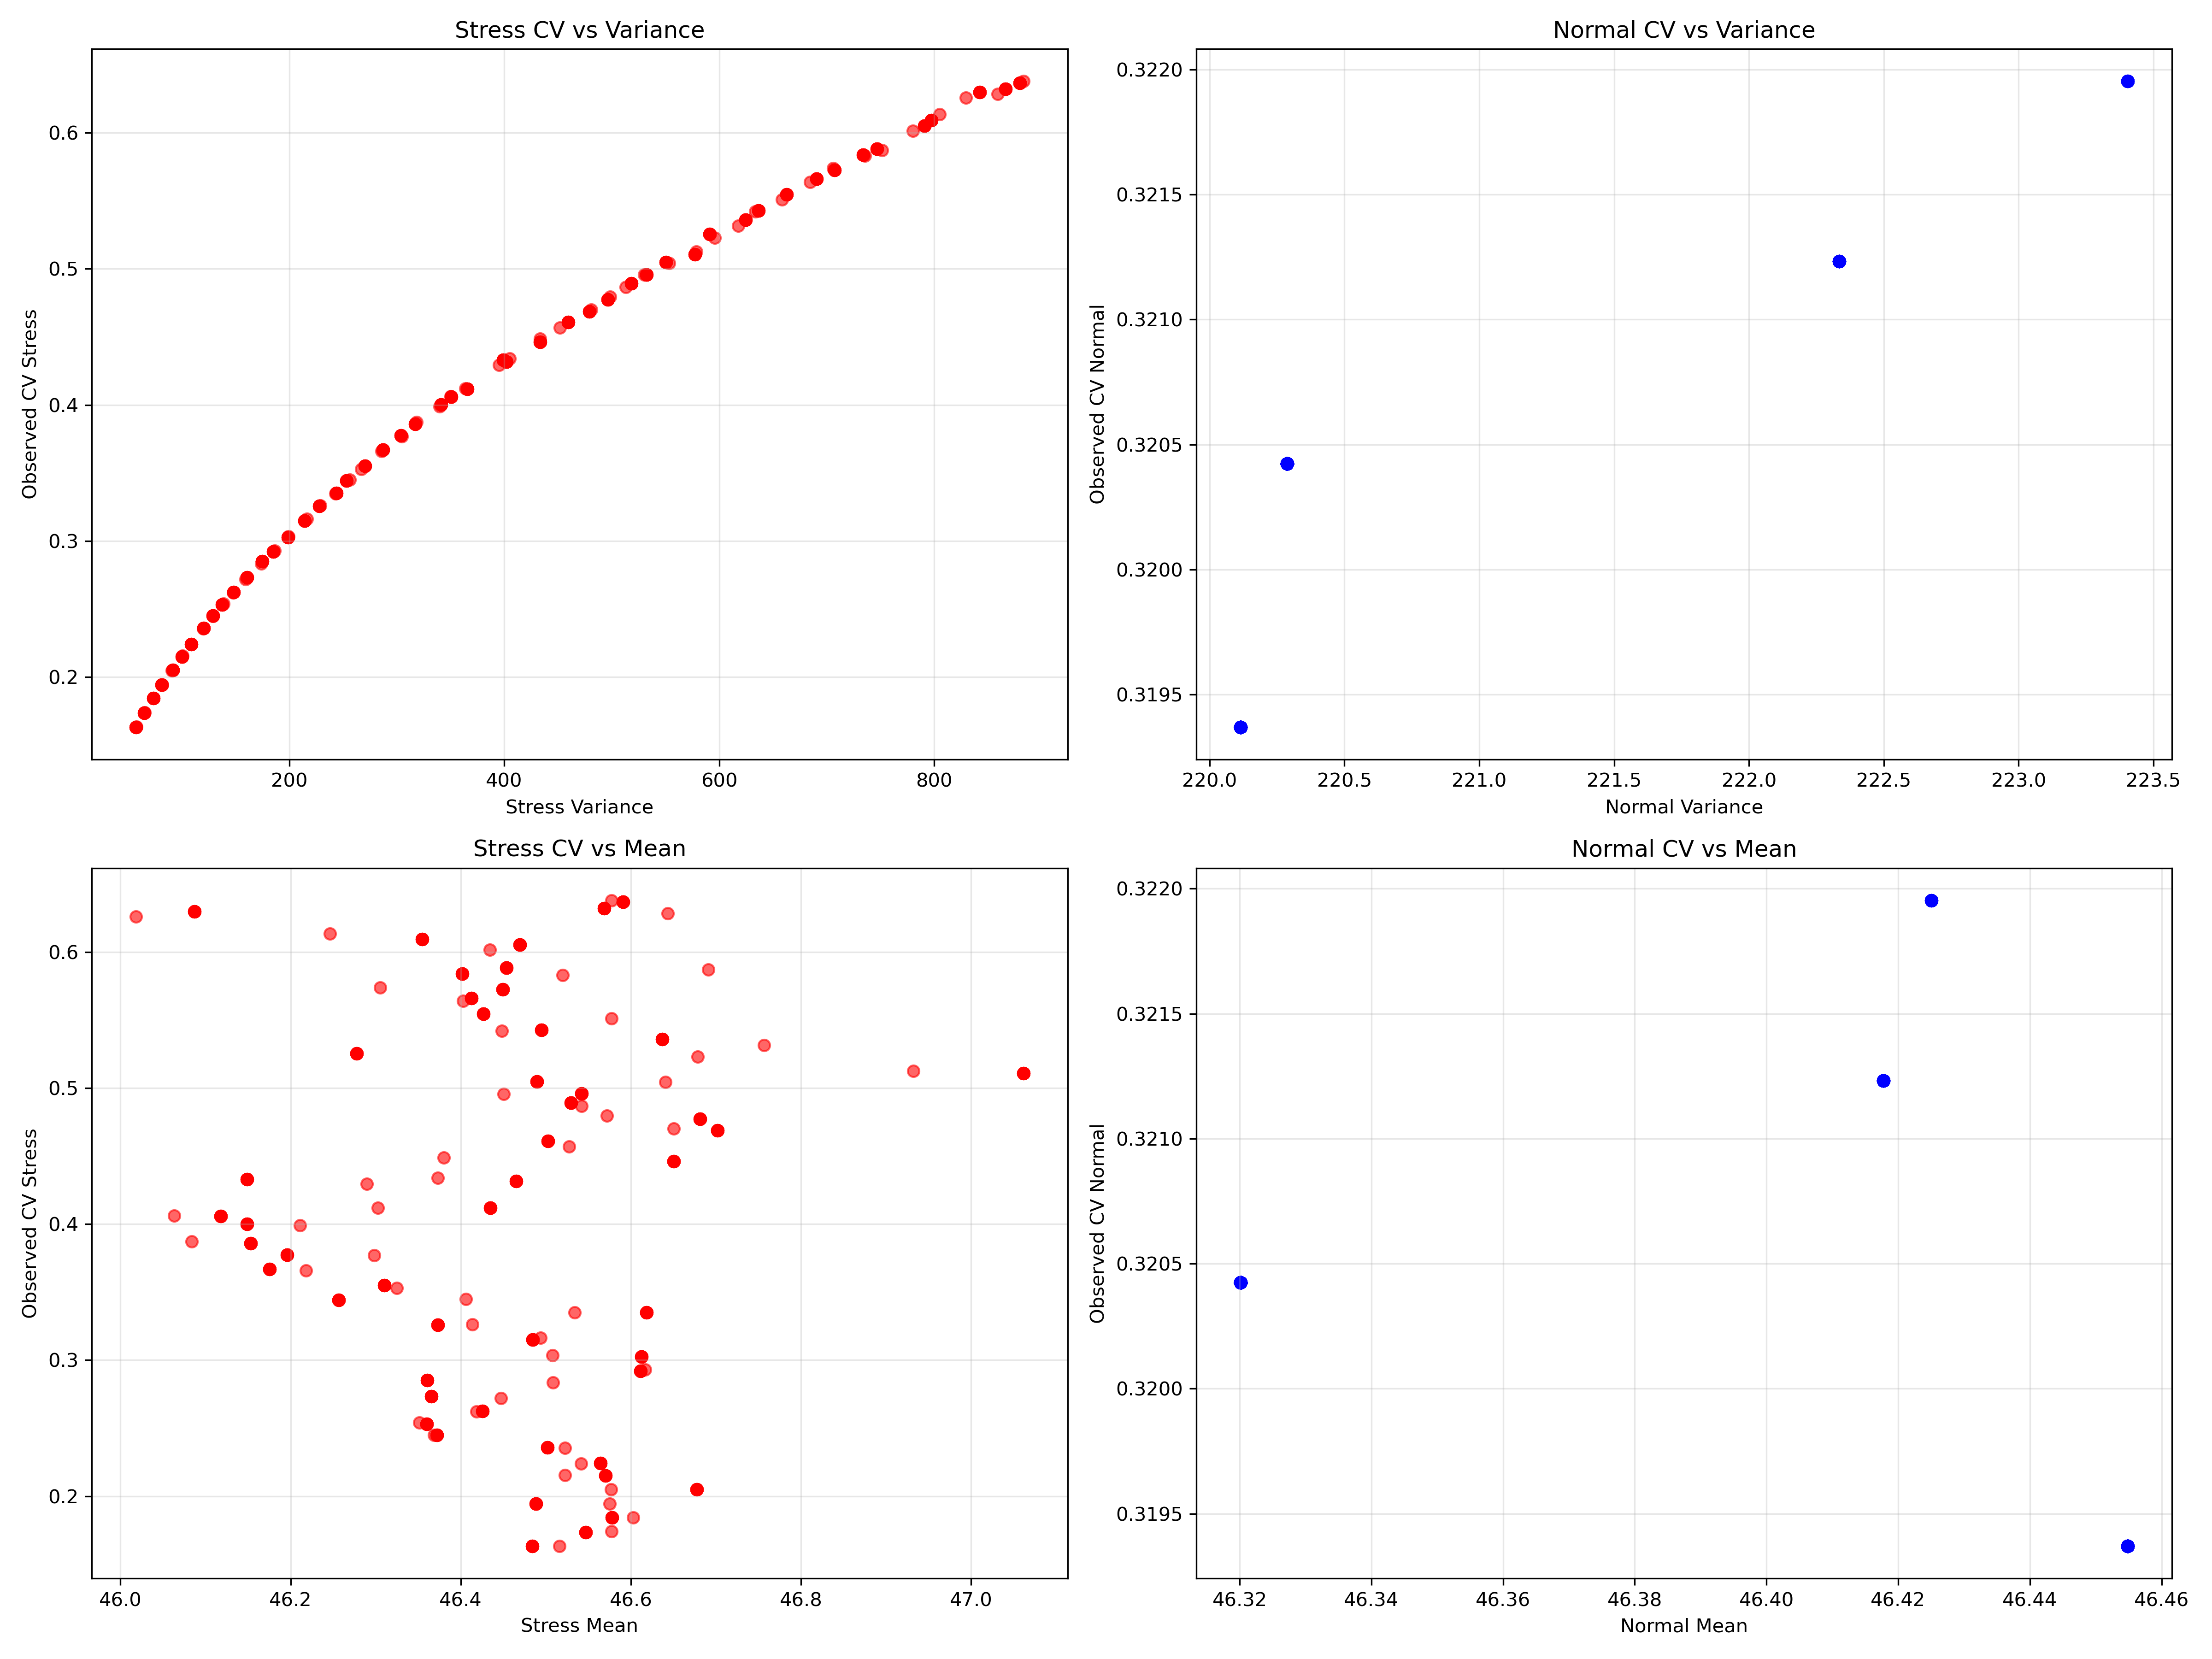 Stress CV vs Variance
Observed CV Stress
0.6
0.5
0.4
0.3
0.2
200 400 600 800
Stress Variance
Normal CV vs Variance
Observed CV Normal
0.3220
0.3215
0.3210
0.3205
0.3200
0.3195
220.0 220.5 221.0 221.5 222.0 222.5 223.0 223.5
Normal Variance
Stress CV vs Mean
Observed CV Stress
0.6
0.5
0.4
0.3
0.2
46.0 46.2 46.4 46.6 46.8 47.0
Stress Mean
Normal CV vs Mean
Observed CV Normal
0.3220
0.3215
0.3210
0.3205
0.3200
0.3195
46.32 46.34 46.36 46.38 46.40 46.42 46.44 46.46
Normal Mean